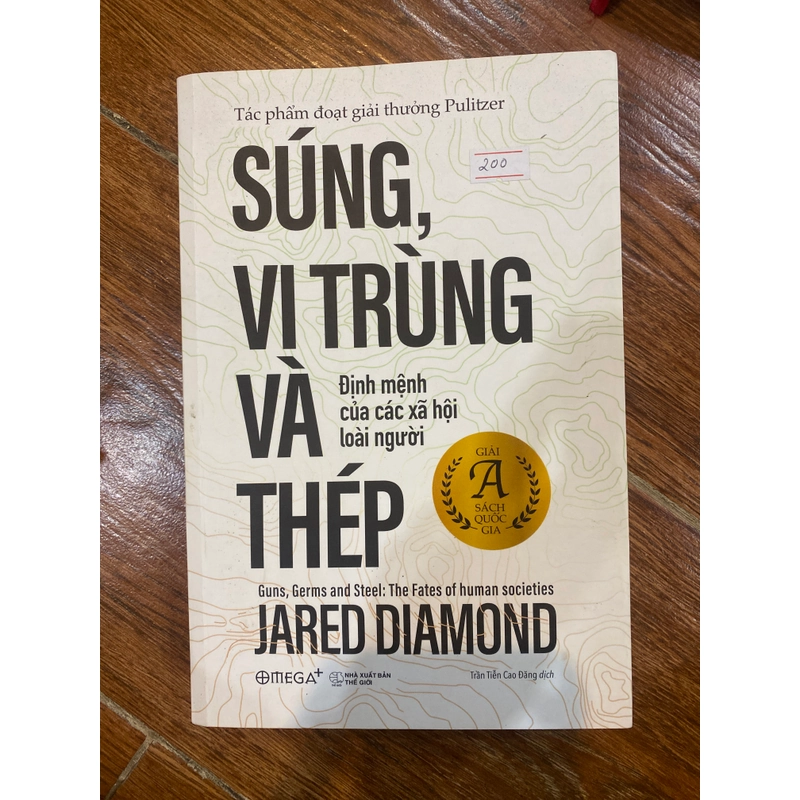 Tác phẩm đoạt giải thưởng Pulitzer
200
SÚNG,
VI TRÙNG
VÀ
Định mệnh
của các xã hội
loài người
THÉP
GIẢI
A
SÁCH
QUỐC
GIA
Guns, Germs and Steel: The Fates of human societies
JARED DIAMOND
OMEGA+
NHÀ XUẤT BẢN
THẾ GIỚI
Trần Tiễn Cao Đăng dịch